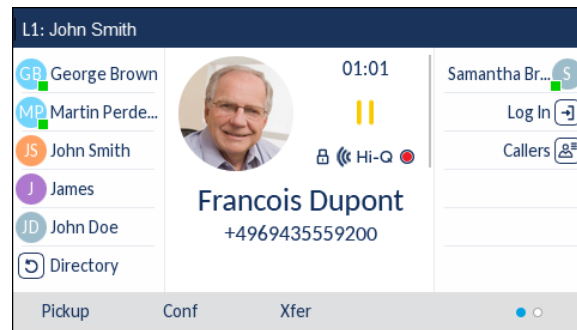 L1: John Smith
GB George Brown
MP Martin Perde...
JS John Smith
J James
JD John Doe
Directory
01:01
Hi-Q
Francois Dupont
+4969435559200
Samantha Br... S
Log In
Callers
Pickup Conf Xfer